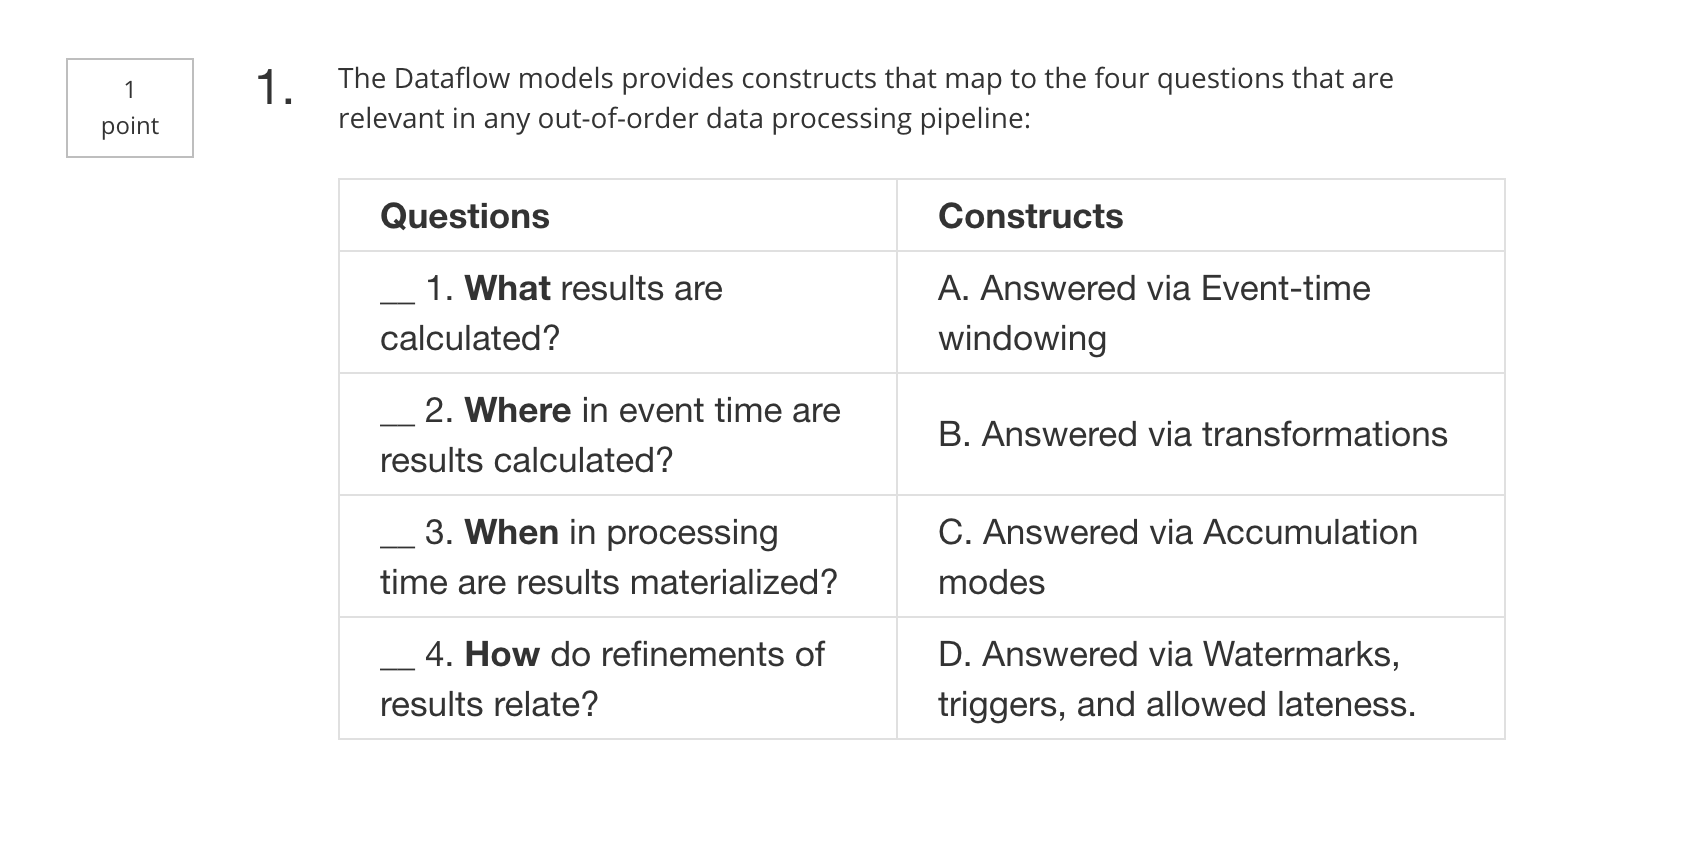 1
point
1.
The Dataflow models provides constructs that map to the four questions that are
relevant in any out-of-order data processing pipeline:
Questions
Constructs
__ 1. What results are
calculated?
A. Answered via Event-time
windowing
__ 2. Where in event time are
results calculated?
B. Answered via transformations
__ 3. When in processing
time are results materialized?
C. Answered via Accumulation
modes
__ 4. How do refinements of
results relate?
D. Answered via Watermarks,
triggers, and allowed lateness.